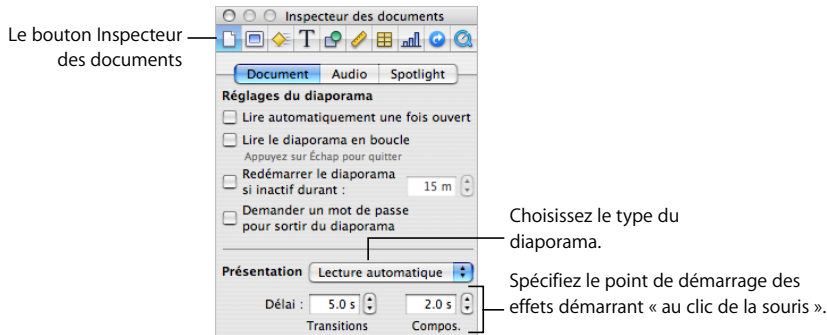 Inspecteur des documents
Le bouton Inspecteur
des documents
Document Audio Spotlight
Réglages du diaporama
Lire automatiquement une fois ouvert
Lire le diaporama en boucle
Appuyez sur Échap pour quitter
Redémarrer le diaporama
si inactif durant : 15 m
Demander un mot de passe
pour sortir du diaporama
Choisissez le type du
diaporama.
Présentation Lecture automatique
Délai : 5.0 s 2.0 s
Transitions Compos.
Spécifiez le point de démarrage des
effets démarrant « au clic de la souris ».